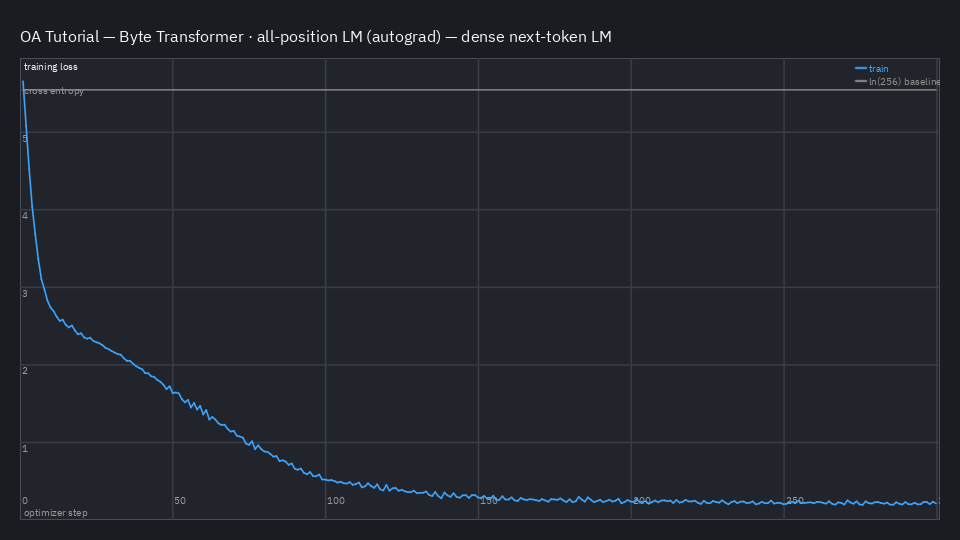 OA Tutorial — Byte Transformer · all-position LM (autograd) — dense next-token LM
training loss
train
ln(256) baseline
cross entropy
5
4
3
2
1
0
50
100
150
200
250
optimizer step